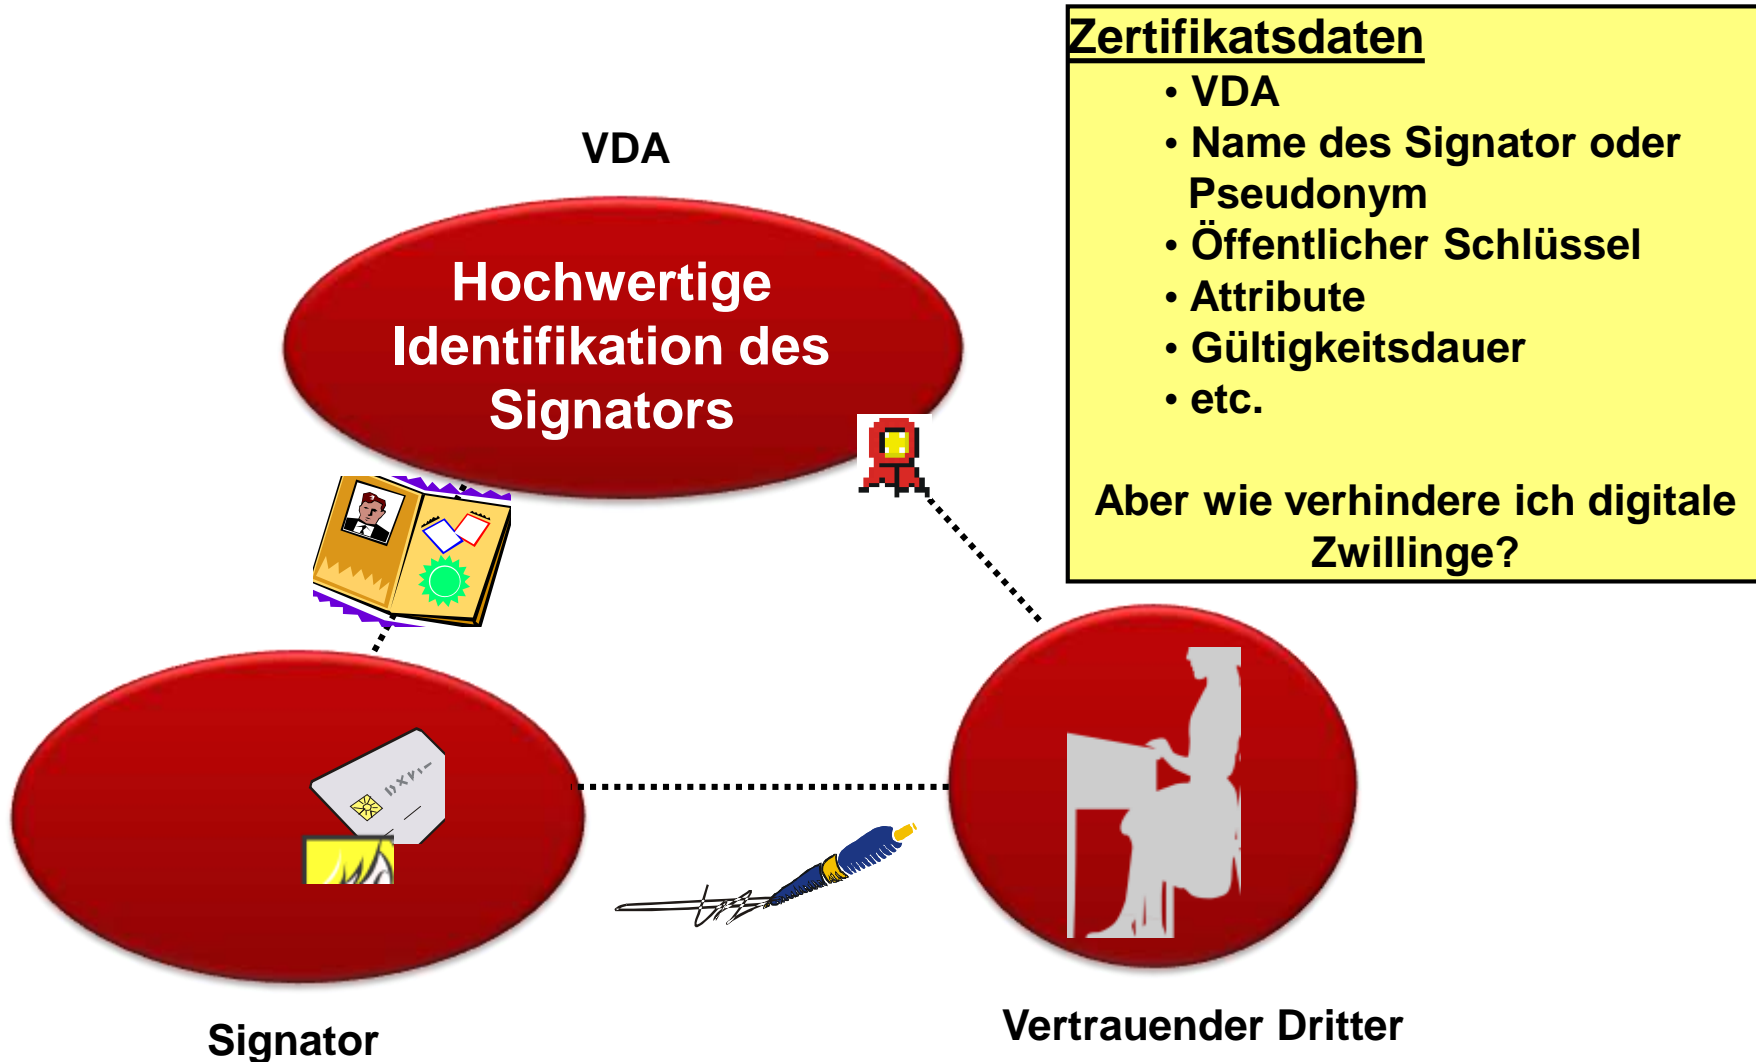 VDA
Hochwertige
Identifikation des
Signators
Zertifikatsdaten
• VDA
• Name des Signator oder
Pseudonym
• Öffentlicher Schlüssel
• Attribute
• Gültigkeitsdauer
• etc.
Aber wie verhindere ich digitale
Zwillinge?
Signator
Vertrauender Dritter